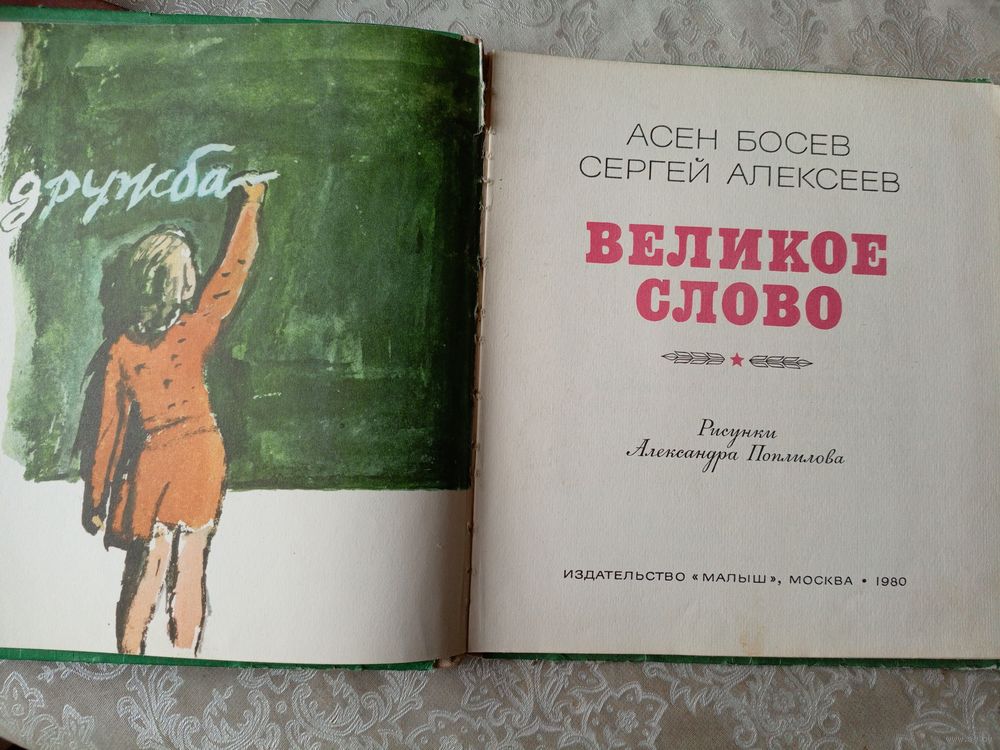 дружба
АСЕН БОСЕВ
СЕРГЕЙ АЛЕКСЕЕВ
ВЕЛИКОЕ
СЛОВО
Рисунки
Александра Поплилова
ИЗДАТЕЛЬСТВО «МАЛЫШ», МОСКВА • 1980